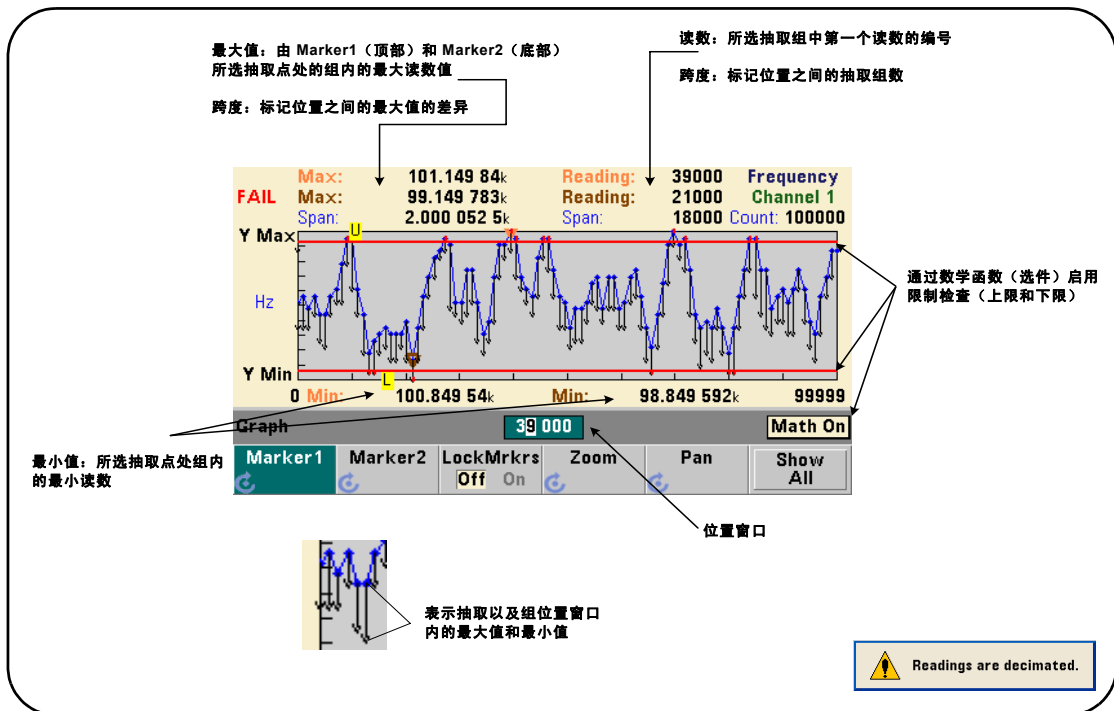 最大值：由 Marker1（顶部）和 Marker2（底部）
所选抽取点处的组内的最大读数值
跨度：标记位置之间的最大值的差异
读数：所选抽取组中第一个读数的编号
跨度：标记位置之间的抽取组数
Max: 101.149 84k Reading: 39000 Frequency
FAIL Max: 99.149 783k Reading: 21000 Channel 1
Span: 2.000 052 5k Span: 18000 Count: 100000
Y Max
U
Hz
Y Min
L
0 Min: 100.849 54k Min: 98.849 592k 99999
Graph 39 000 Math On
Marker1 Marker2 LockMrkrs Zoom Pan Show
Off On All
通过数学函数（选件）启用
限制检查（上限和下限）
最小值：所选抽取点处组内
的最小读数
位置窗口
表示抽取以及组位置窗口
内的最大值和最小值
Readings are decimated.